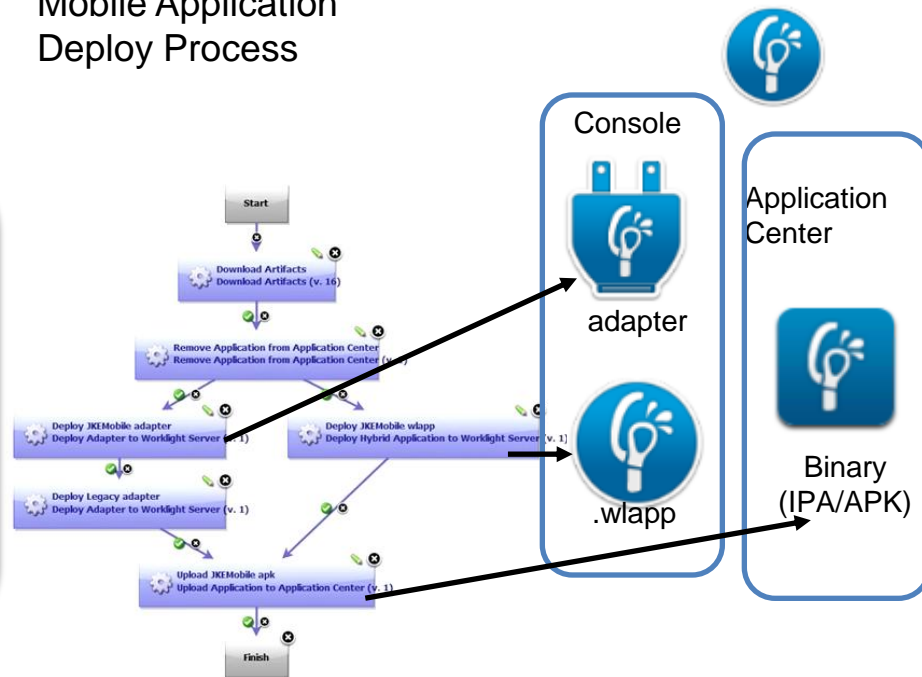 Mobile Application
Deploy Process
Console
Application
Center
Start
Download Artifacts
Download Artifacts (v. 16)
Remove Application from Application Center
Remove Application from Application Center (v.
Deploy JKEMobile adapter
Deploy Adapter to Worklight Server (v. 1)
Deploy JKEMobile wlapp
Deploy Hybrid Application to Worklight Server (v. 1)
adapter
Deploy Legacy adapter
Deploy Adapter to Worklight Server (v. 1)
.wlapp
Binary
(IPA/APK)
Upload JKEMobile apk
Upload Application to Application Center (v. 1)
Finish